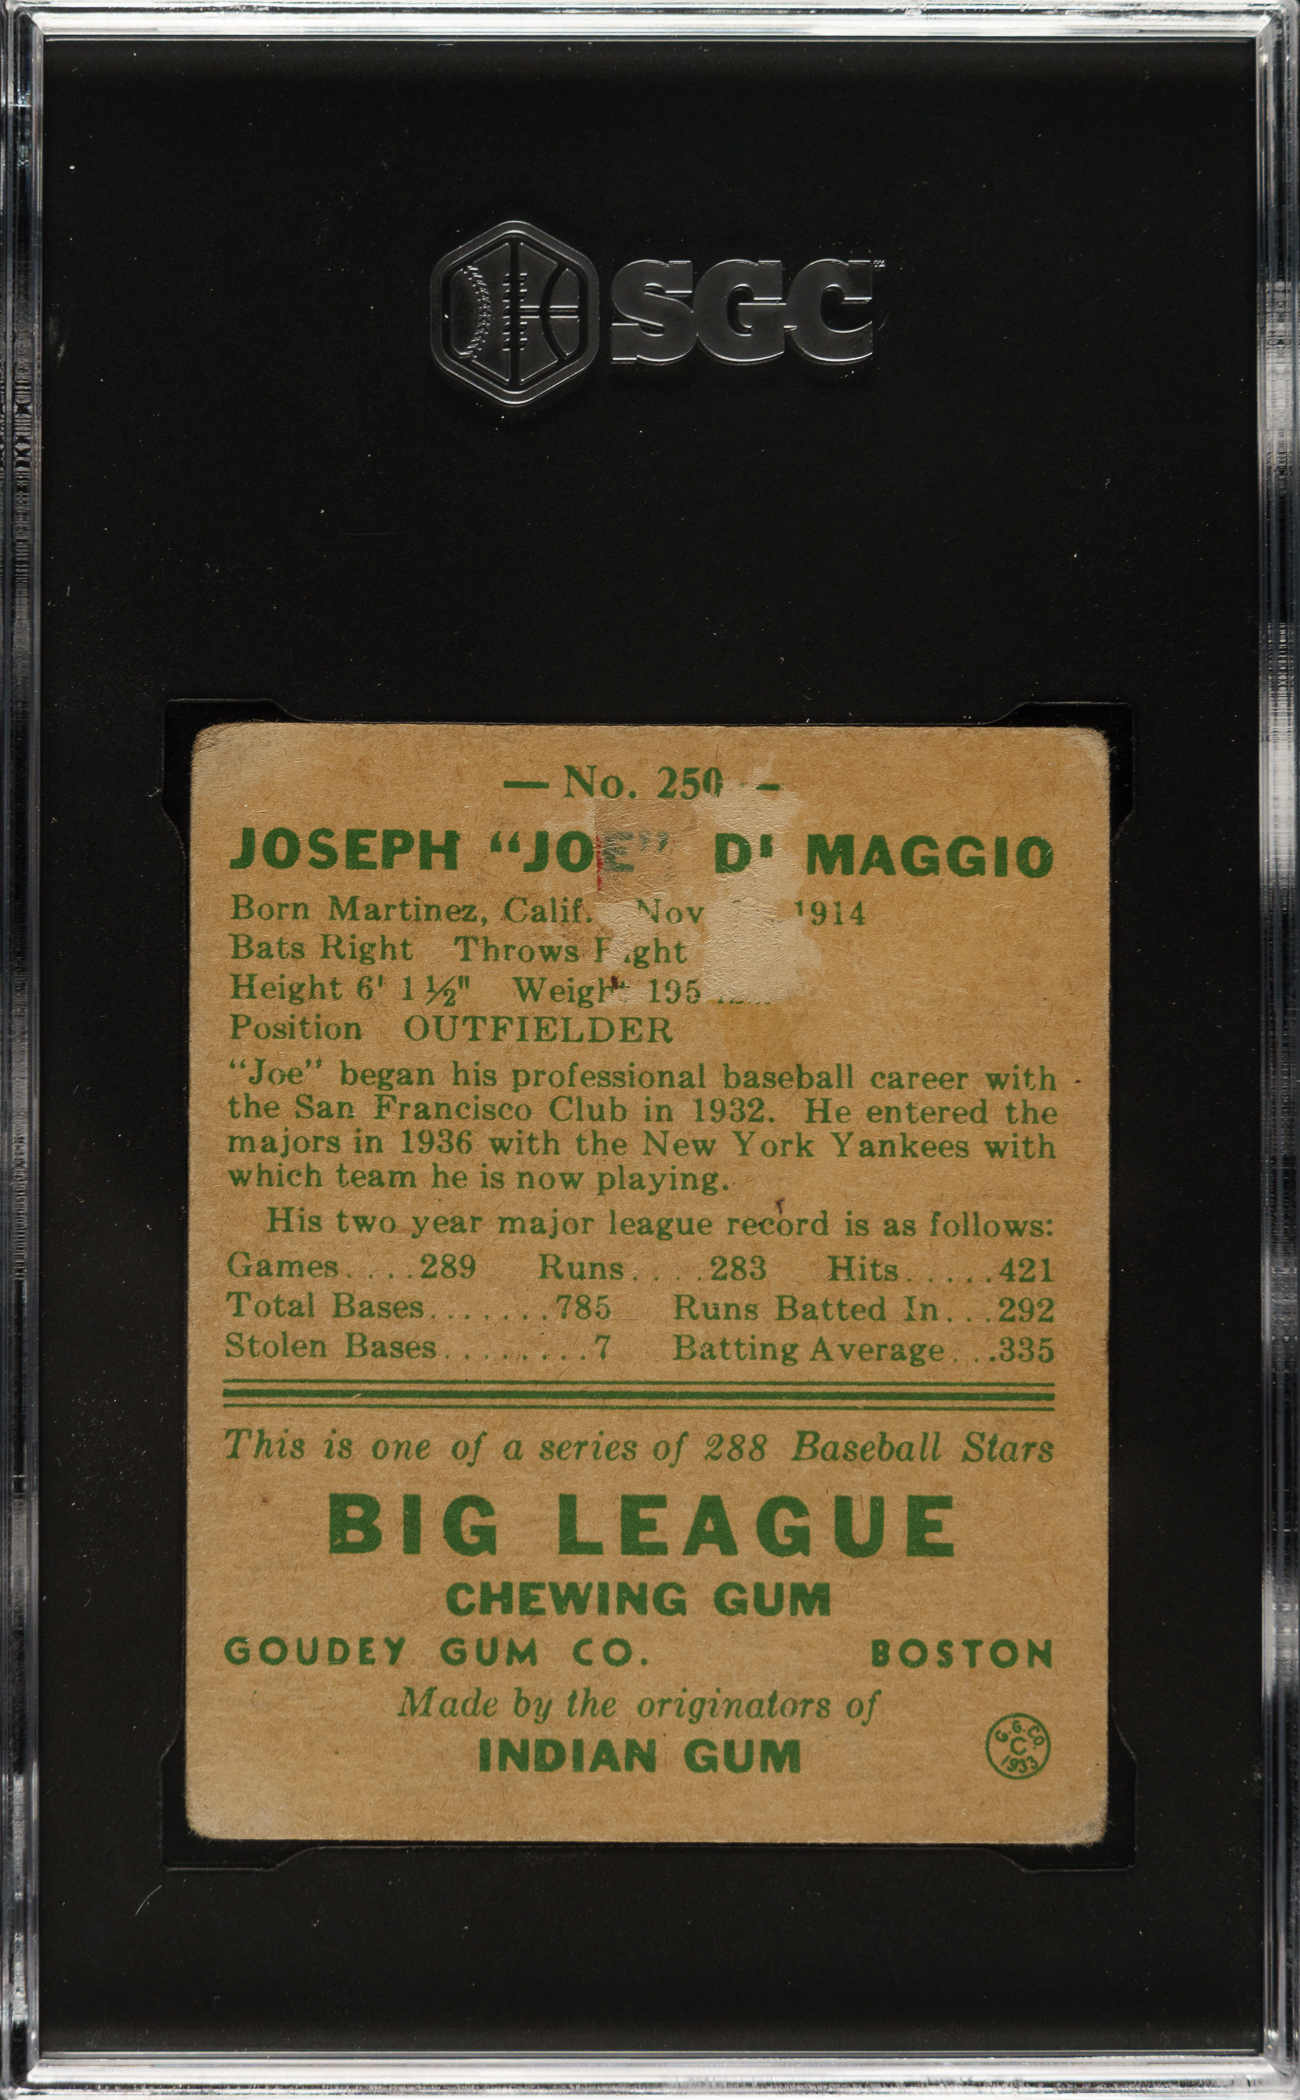 SGC™
— No. 250 —
JOSEPH “JOE” D' MAGGIO
Born Martinez, Calif. Nov 1914
Bats Right Throws Right
Height 6' 1½" Weight 195
Position OUTFIELDER
“Joe” began his professional baseball career with
the San Francisco Club in 1932. He entered the
majors in 1936 with the New York Yankees with
which team he is now playing.
His two year major league record is as follows:
Games....289 Runs....283 Hits.....421
Total Bases.......785 Runs Batted In...292
Stolen Bases........7 Batting Average...335
This is one of a series of 288 Baseball Stars
BIG LEAGUE
CHEWING GUM
GOUDEY GUM CO. BOSTON
Made by the originators of
INDIAN GUM
G.G.CO.
C
1933